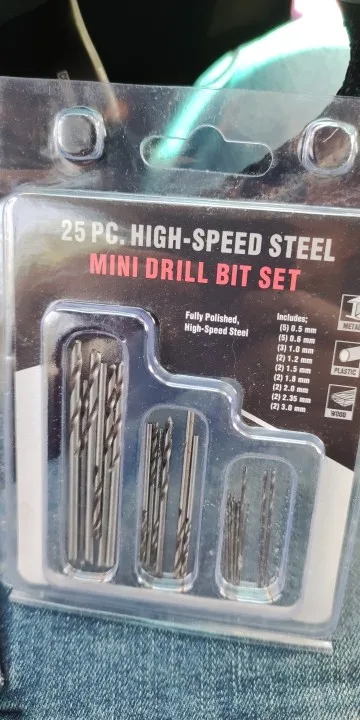 25 PC. HIGH-SPEED STEEL
MINI DRILL BIT SET
Fully Polished,
High-Speed Steel
Includes;
(5) 0.5 mm
(5) 0.6 mm
(3) 1.0 mm
(2) 1.2 mm
(2) 1.5 mm
(2) 1.8 mm
(2) 2.0 mm
(2) 2.35 mm
(2) 3.0 mm
METAL
PLASTIC
WOOD